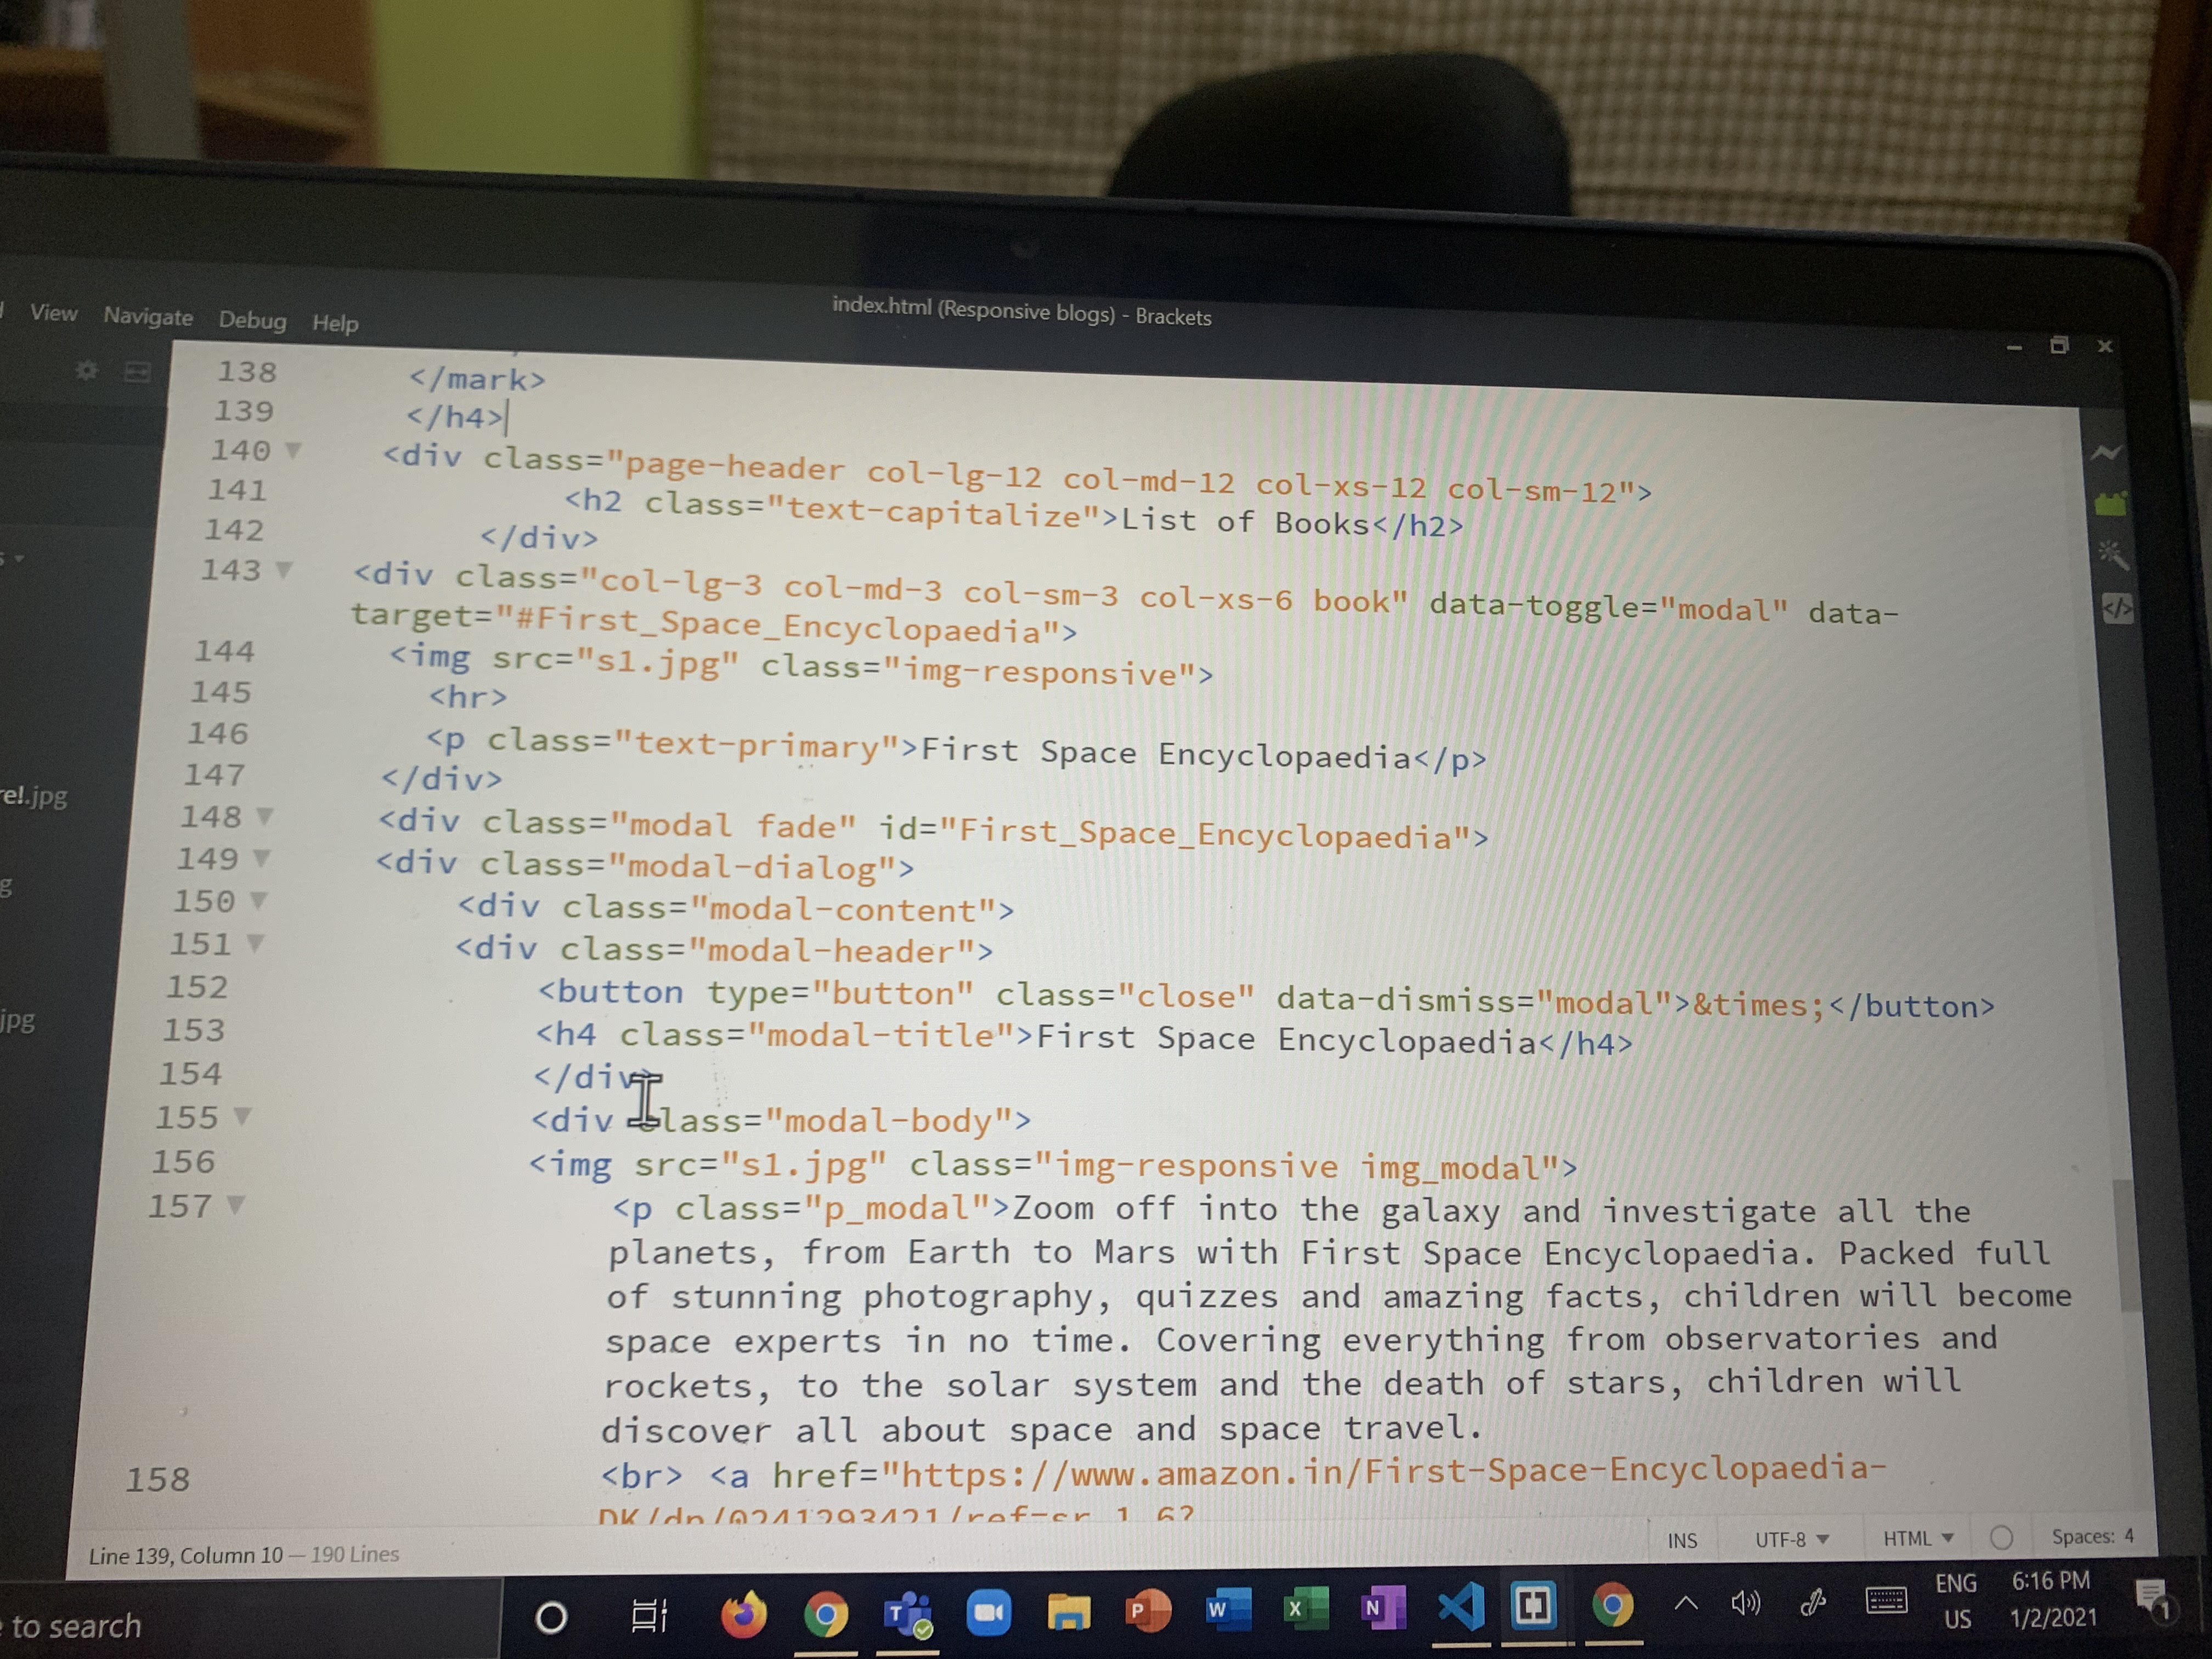 View Navigate Debug Help
index.html (Responsive blogs) - Brackets
138 </mark>
139 </h4>
140 <div class="page-header col-lg-12 col-md-12 col-xs-12 col-sm-12">
141 <h2 class="text-capitalize">List of Books</h2>
142 </div>
143 <div class="col-lg-3 col-md-3 col-sm-3 col-xs-6 book" data-toggle="modal" data-
target="#First_Space_Encyclopaedia">
144 <img src="s1.jpg" class="img-responsive">
145 <hr>
146 <p class="text-primary">First Space Encyclopaedia</p>
147 </div>
148 <div class="modal fade" id="First_Space_Encyclopaedia">
149 <div class="modal-dialog">
150 <div class="modal-content">
151 <div class="modal-header">
152 <button type="button" class="close" data-dismiss="modal">&times;</button>
153 <h4 class="modal-title">First Space Encyclopaedia</h4>
154 </div>
155 <div class="modal-body">
156 <img src="s1.jpg" class="img-responsive img_modal">
157 <p class="p_modal">Zoom off into the galaxy and investigate all the
planets, from Earth to Mars with First Space Encyclopaedia. Packed full
of stunning photography, quizzes and amazing facts, children will become
space experts in no time. Covering everything from observatories and
rockets, to the solar system and the death of stars, children will
discover all about space and space travel.
158 <br> <a href="https://www.amazon.in/First-Space-Encyclopaedia-
DK/dp/0241293421/ref=sr_1_6?
rel.jpg
g
jpg
Line 139, Column 10 — 190 Lines
INS UTF-8 HTML Spaces: 4
to search
ENG
US
6:16 PM
1/2/2021
1